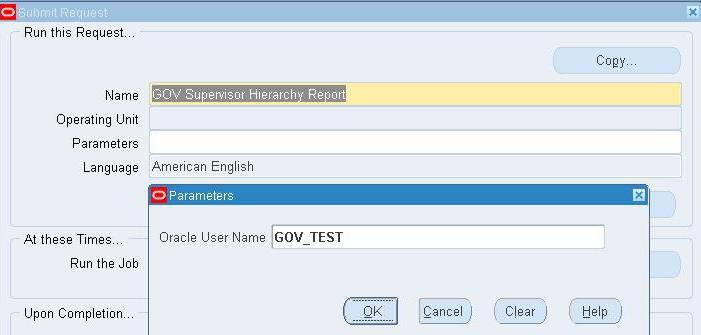 Submit Request
Run this Request...
Copy...
Name GOV Supervisor Hierarchy Report
Operating Unit
Parameters
Language American English
Parameters
Oracle User Name GOV_TEST
At these Times...
Run the Job
OK Cancel Clear Help
Upon Completion...